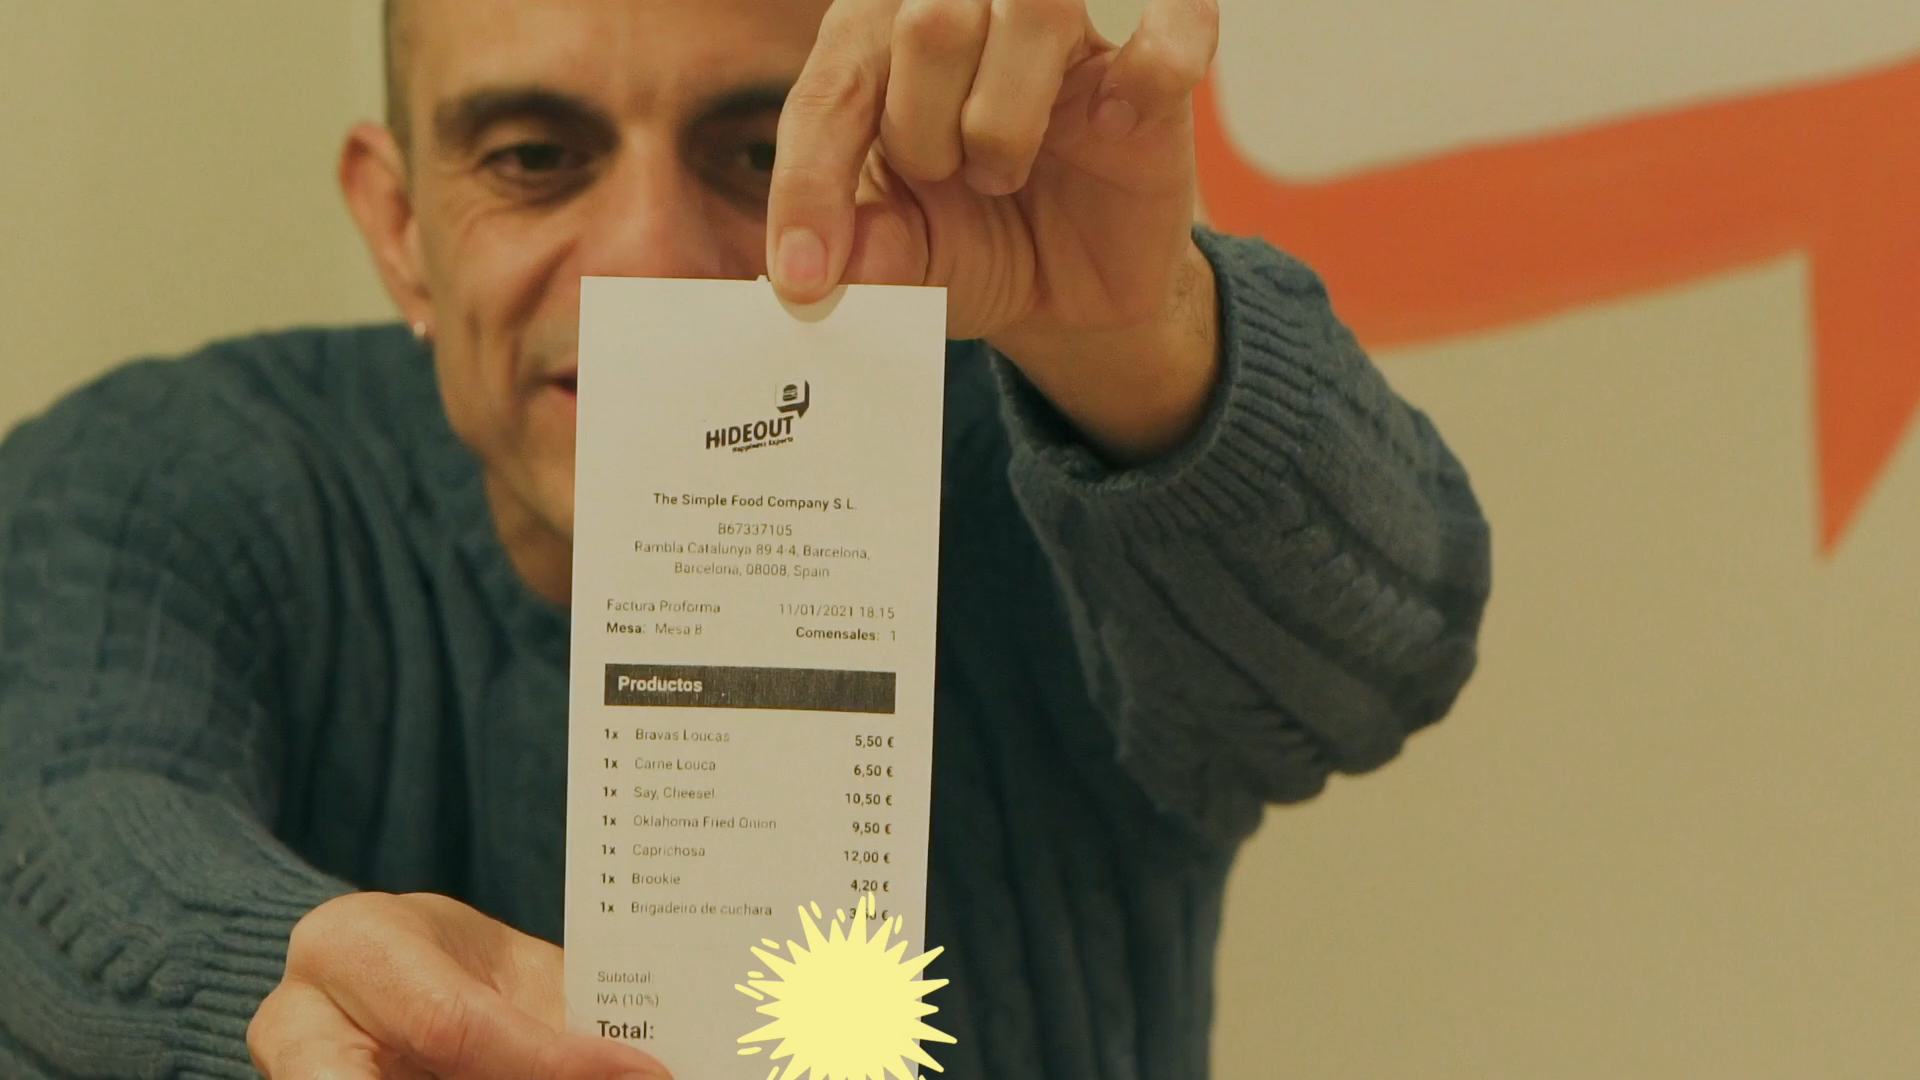 HIDEOUT
Happiness Experts
The Simple Food Company S L.
B67337105
Rambla Catalunya 89 4-4, Barcelona,
Barcelona, 08008, Spain
Factura Proforma 11/01/2021 18:15
Mesa: Mesa 8 Comensales: 1
Productos
1x Bravas Loucas 5,50 €
1x Carne Louca 6,50 €
1x Say, Cheese! 10,50 €
1x Oklahoma Fried Onion 9,50 €
1x Caprichosa 12,00 €
1x Brookie 4,20 €
1x Brigadeiro de cuchara €
Subtotal:
IVA (10%)
Total: